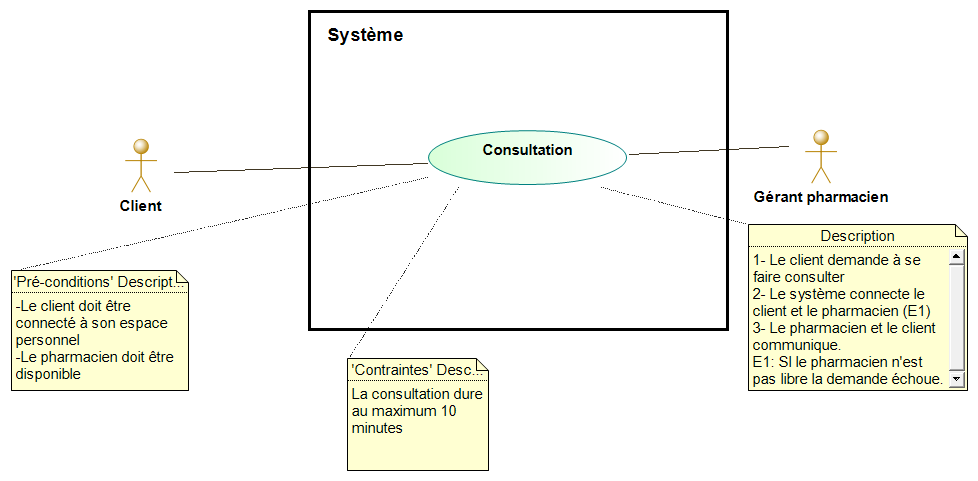 Système
Consultation
Client
Gérant pharmacien
'Pré-conditions' Descript...
-Le client doit être
connecté à son espace
personnel
-Le pharmacien doit être
disponible
'Contraintes' Desc...
La consultation dure
au maximum 10
minutes
Description
1- Le client demande à se
faire consulter
2- Le système connecte le
client et le pharmacien (E1)
3- Le pharmacien et le client
communique.
E1: SI le pharmacien n'est
pas libre la demande échoue.